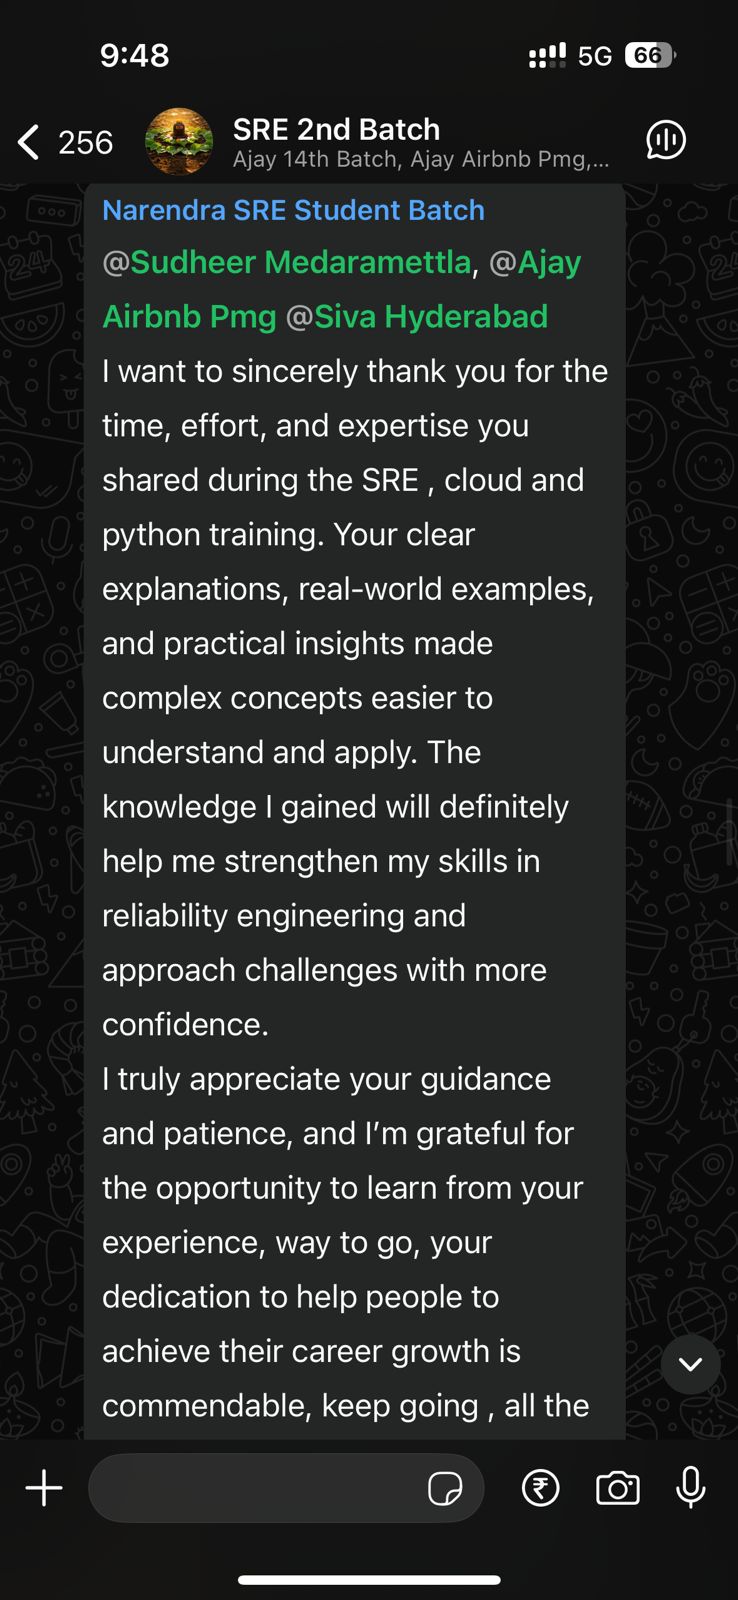 9:48
5G 66
256
SRE 2nd Batch
Ajay 14th Batch, Ajay Airbnb Pmg,...
Narendra SRE Student Batch
@Sudheer Medaramettla, @Ajay
Airbnb Pmg @Siva Hyderabad
I want to sincerely thank you for the
time, effort, and expertise you
shared during the SRE , cloud and
python training. Your clear
explanations, real-world examples,
and practical insights made
complex concepts easier to
understand and apply. The
knowledge I gained will definitely
help me strengthen my skills in
reliability engineering and
approach challenges with more
confidence.
I truly appreciate your guidance
and patience, and I’m grateful for
the opportunity to learn from your
experience, way to go, your
dedication to help people to
achieve their career growth is
commendable, keep going , all the